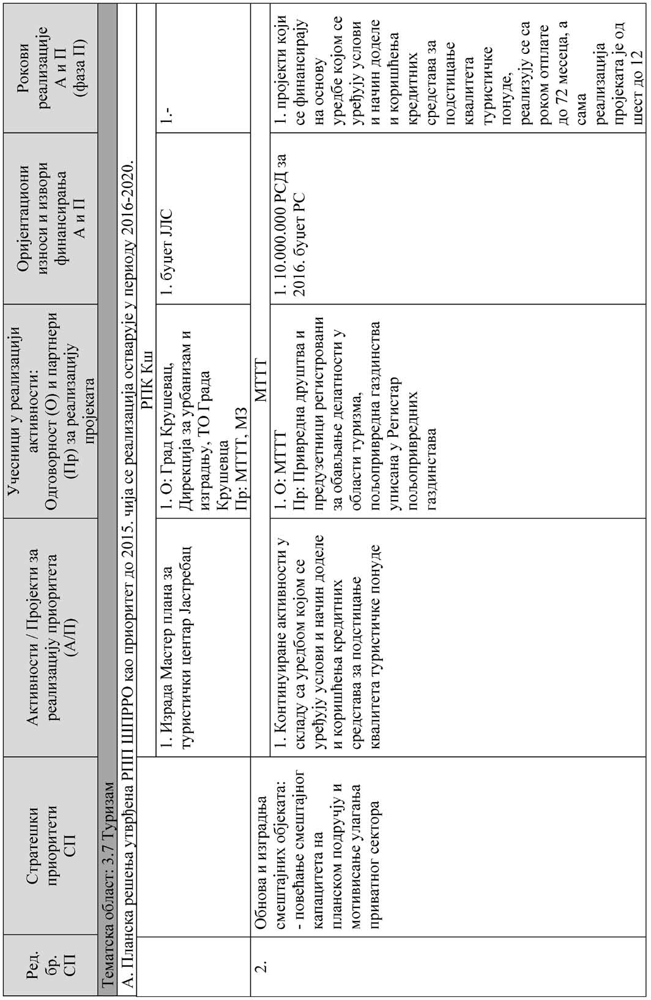 Ред.
бр.
СП
Стратешки
приоритети
СП
Активности / Пројекти за
реализацију приоритета
(А/П)
Учесници у реализацији
активности:
Одговорност (О) и партнери
(Пр) за реализацију
пројеката
Оријентациони
износи и извори
финансирања
А и П
Рокови
реализације
А и П
(фаза П)
Тематска област: 3.7 Туризам
А. Планска решења утврђена РПП ШПРРО као приоритет до 2015. чија се реализација остварује у периоду 2016-2020.
РПК Кш
1. Израда Мастер плана за
туристички центар Јастребац
1. О: Град Крушевац,
Дирекција за урбанизам и
изградњу, ТО Града
Крушевца
Пр: МТТТ, МЗ
1. буџет ЈЛС
1.-
2.
Обнова и изградња
смештајних објеката:
- повећање смештајног
капацитета на
планском подручју и
мотивисање улагања
приватног сектора
МТТТ
1. Континуиране активности у
складу са уредбом којом се
уређују услови и начин доделе
и коришћења кредитних
средстава за подстицање
квалитета туристичке понуде
1. О: МТТТ
Пр: Привредна друштва и
предузетници регистровани
за обављање делатности у
области туризма,
пољопривредна газдинства
уписана у Регистар
пољопривредних
газдинстава
1. 10.000.000 РСД за
2016. буџет РС
1. пројекти који
се финансирају
на основу
уредбе којом се
уређују услови
и начин доделе
и коришћења
кредитних
средстава за
подстицање
квалитета
туристичке
понуде,
реализују се са
роком отплате
до 72 месеца, а
сама
реализација
пројеката је од
шест до 12